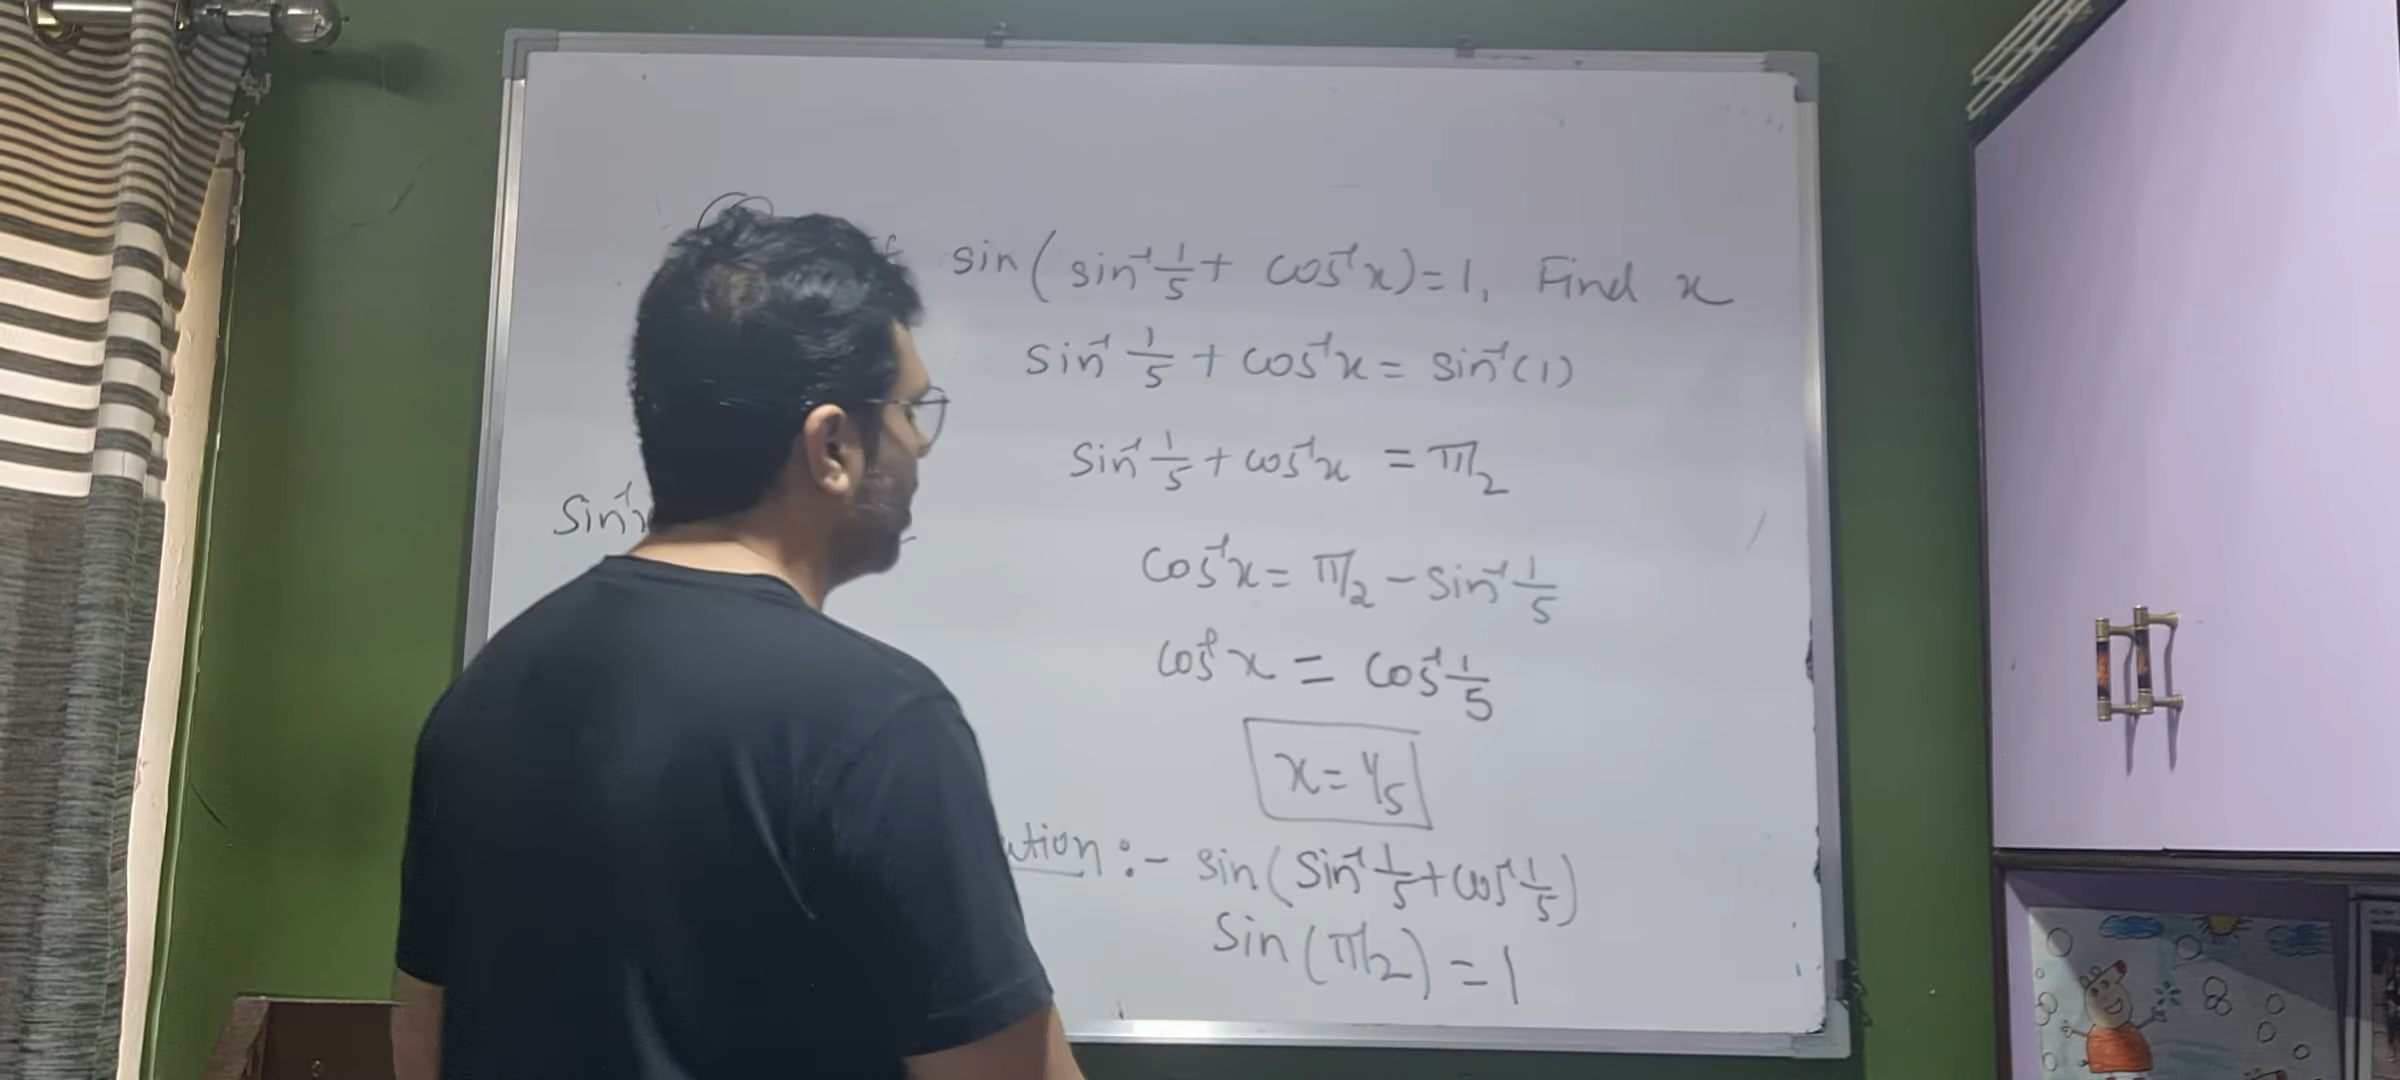 sin(sin⁻¹ 1/5 + cos⁻¹x) = 1, Find x
sin⁻¹ 1/5 + cos⁻¹x = sin⁻¹(1)
sin⁻¹ 1/5 + cos⁻¹x = π/2
sin⁻¹
cos⁻¹x = π/2 - sin⁻¹ 1/5
cos⁻¹x = cos⁻¹ 1/5
x = 1/5
ution :- sin(sin⁻¹ 1/5 + cos⁻¹ 1/5)
sin(π/2) = 1